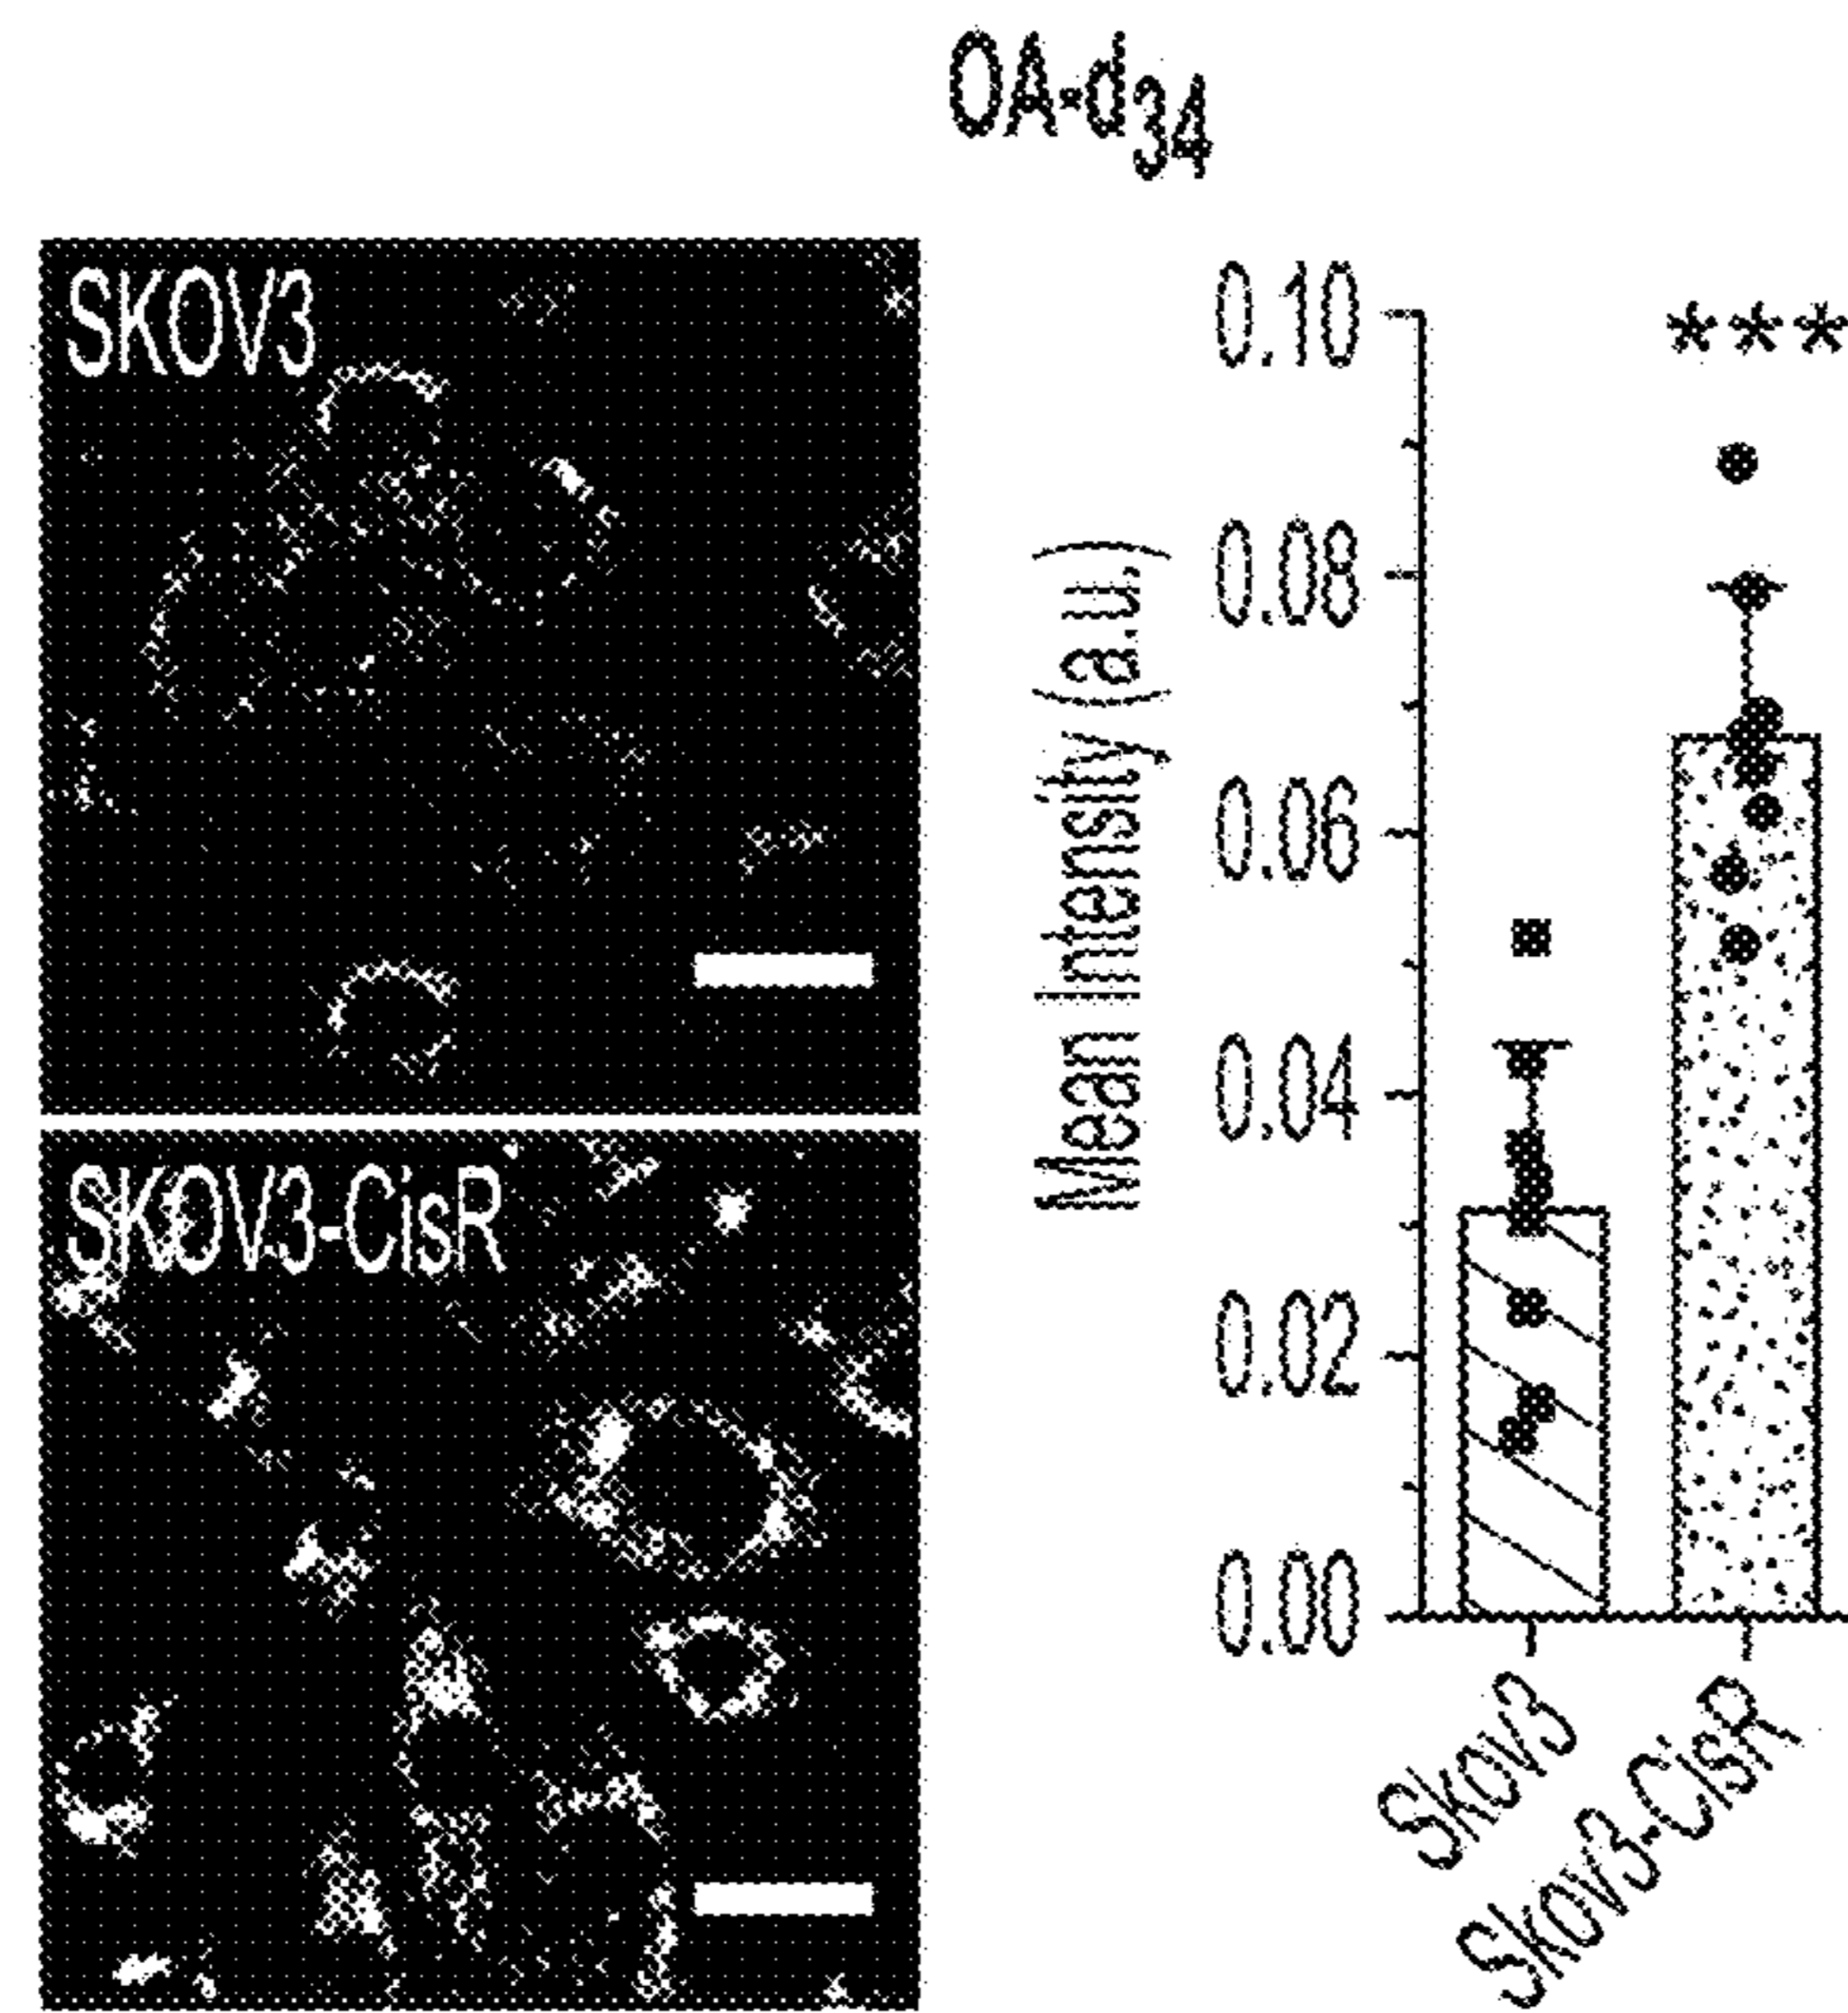 OA-d34
SKOV3
SKOV3-CisR
Mean Intensity (a.u.)
0.10
0.08
0.06
0.04
0.02
0.00
***
Skov3
Skov3-CisR